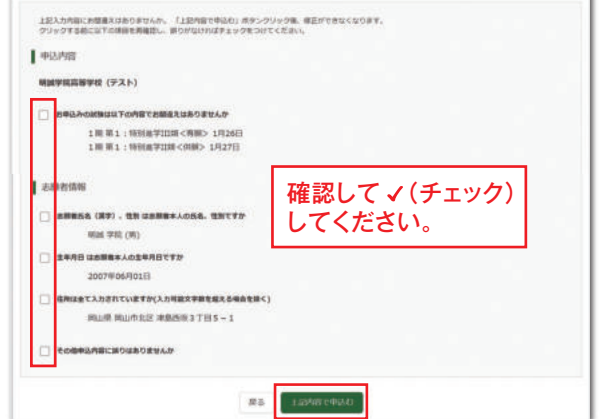 上記入力内容にお間違えはありませんか。「上記内容で申込む」ボタンクリック後、修正ができなくなります。
クリックする前に以下の項目を再確認し、誤りがなければチェックをつけてください。
申込内容
明誠学院高等学校（テスト）
お申込みの試験は以下の内容でお間違えはありませんか
1期 第1：特別進学II類＜専願＞ 1月26日
1期 第1：特別進学II類＜併願＞ 1月27日
志願者情報
志願者氏名（漢字）、性別 は志願者本人の氏名、性別ですか
明誠 学院 (男)
生年月日 は志願者本人の生年月日ですか
2007年06月01日
住所は全て入力されていますか(入力可能文字数を超える場合を除く)
岡山県 岡山市北区 津島西坂３丁目５−１
その他申込内容に誤りはありませんか
確認して ✓（チェック）
してください。
戻る
上記内容で申込む